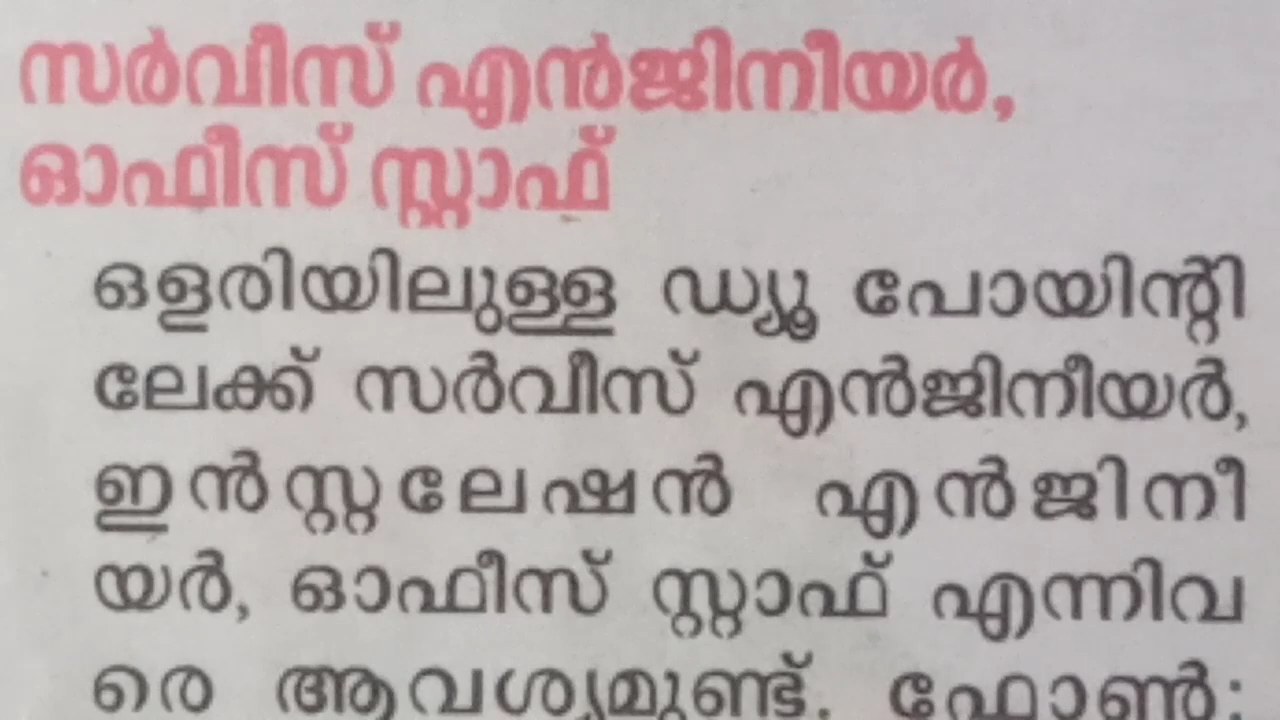 സർവീസ് എൻജിനീയർ,
ഓഫീസ് സ്റ്റാഫ്
ഒളരിയിലുള്ള ഡ്യൂ പോയിന്റി
ലേക്ക് സർവീസ് എൻജിനീയർ,
ഇൻസ്റ്റലേഷൻ എൻജിനീ
യർ, ഓഫീസ് സ്റ്റാഫ് എന്നിവ
രെ ആവശ്യമുണ്ട്. ഫോൺ: